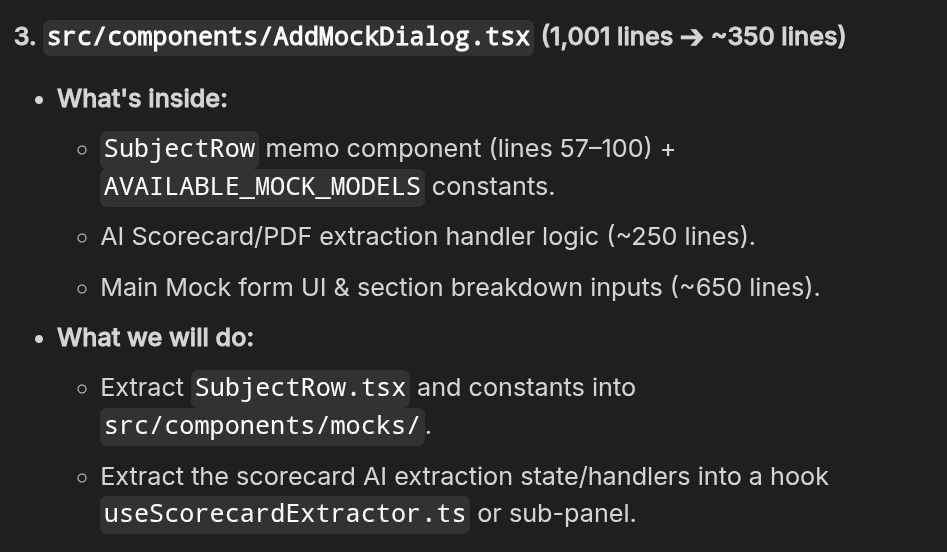 3. src/components/AddMockDialog.tsx (1,001 lines → ~350 lines)
• What's inside:
◦ SubjectRow memo component (lines 57–100) +
AVAILABLE_MOCK_MODELS constants.
◦ AI Scorecard/PDF extraction handler logic (~250 lines).
◦ Main Mock form UI & section breakdown inputs (~650 lines).
• What we will do:
◦ Extract SubjectRow.tsx and constants into
src/components/mocks/.
◦ Extract the scorecard AI extraction state/handlers into a hook
useScorecardExtractor.ts or sub-panel.